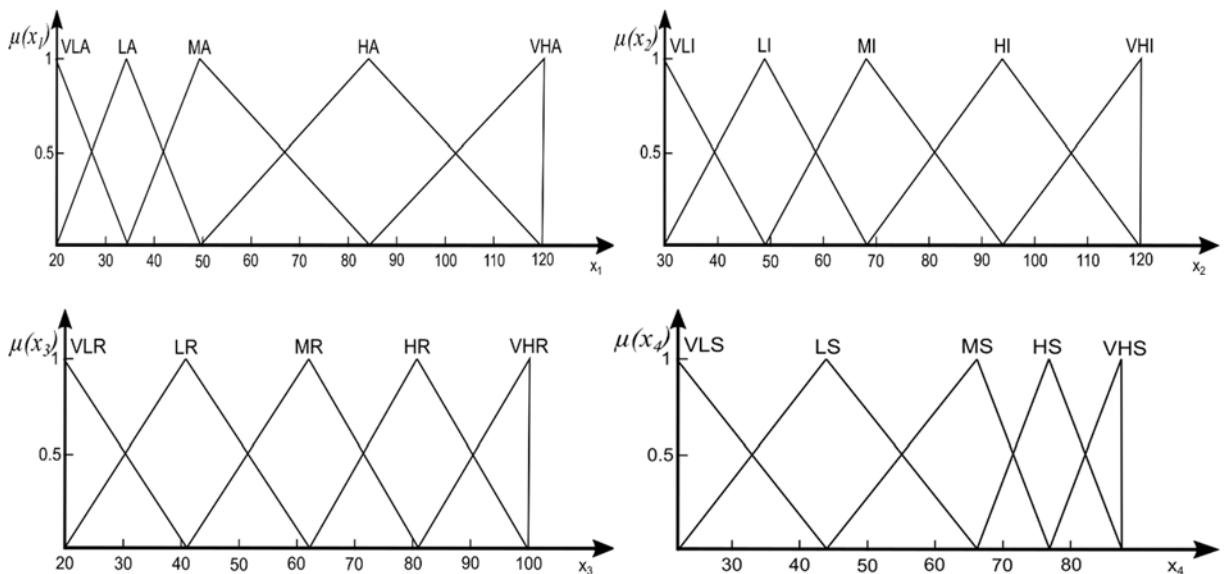 μ(x₁) VLA LA MA HA VHA
1
0.5
20 30 40 50 60 70 80 90 100 110 120 x₁
μ(x₂) VLI LI MI HI VHI
1
0.5
30 40 50 60 70 80 90 100 110 120 x₂
μ(x₃) VLR LR MR HR VHR
1
0.5
20 30 40 50 60 70 80 90 100 x₃
μ(x₄) VLS LS MS HS VHS
1
0.5
30 40 50 60 70 80 x₄